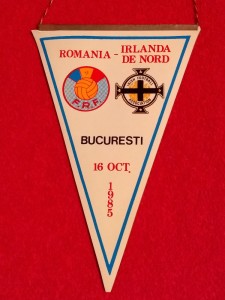 ROMANIA - IRLANDA
DE NORD
F.R.F.
BUCURESTI
16 OCT.
1985